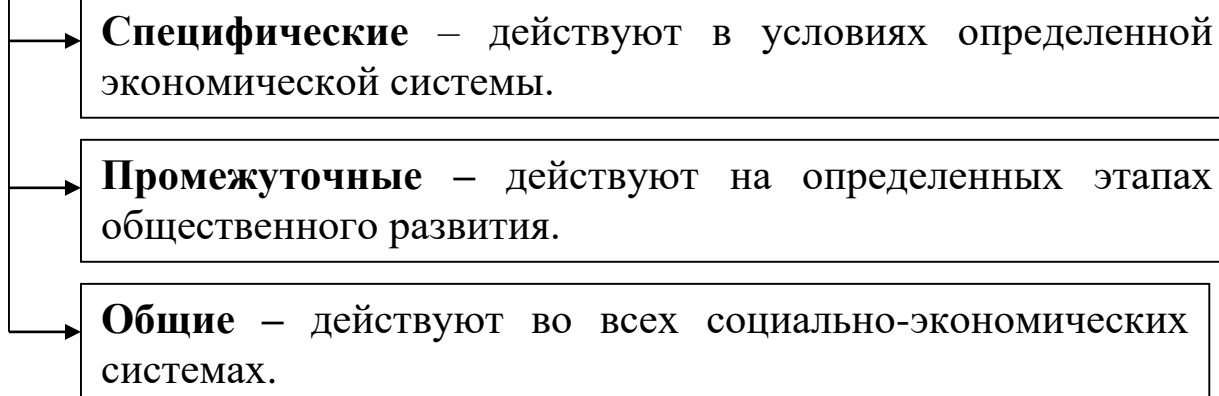 Специфические – действуют в условиях определенной
экономической системы.
Промежуточные – действуют на определенных этапах
общественного развития.
Общие – действуют во всех социально-экономических
системах.